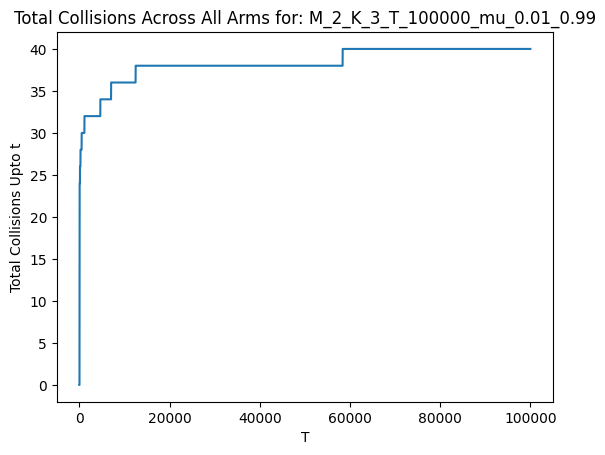 Total Collisions Across All Arms for: M_2_K_3_T_100000_mu_0.01_0.99
Total Collisions Upto t
40
35
30
25
20
15
10
5
0
0 20000 40000 60000 80000 100000
T